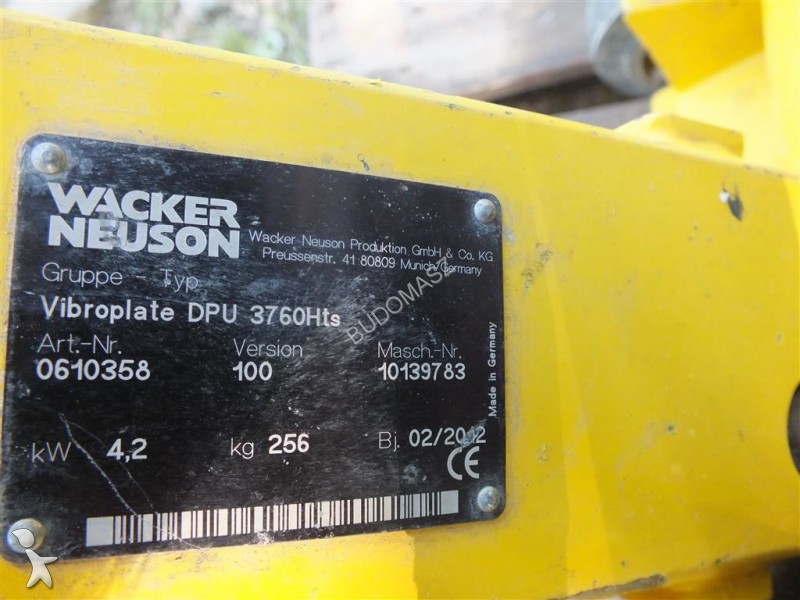 WACKER
NEUSON
Wacker Neuson Produktion GmbH & Co. KG
Preussenstr. 41 80809 Munich/Germany
Gruppe - Typ
Vibroplate DPU 3760Hts
BUDOMASZ
Art.-Nr. Version Masch.-Nr.
0610358 100 10139783
Made in Germany
kW 4,2 kg 256 Bj. 02/2012
CE